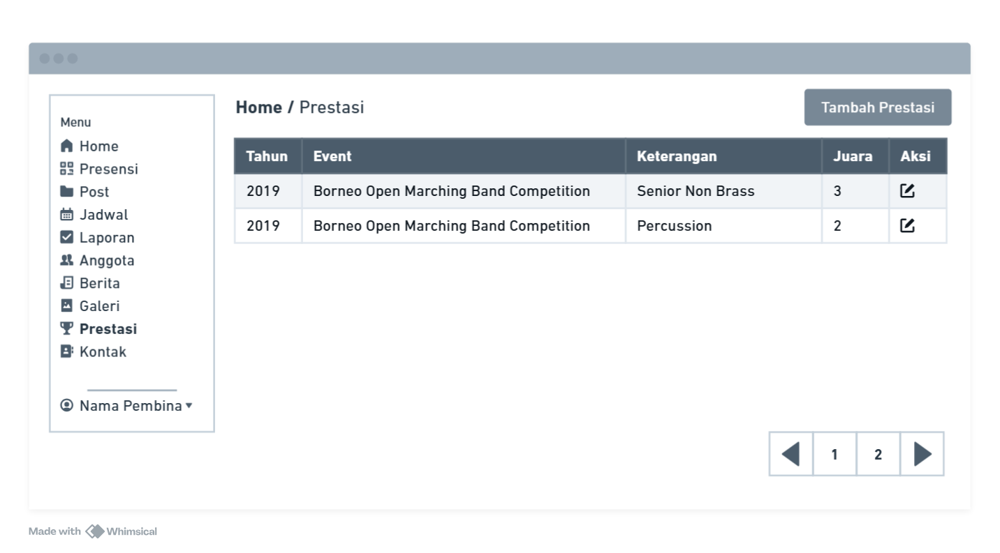 Menu
Home
Presensi
Post
Jadwal
Laporan
Anggota
Berita
Galeri
Prestasi
Kontak
Nama Pembina
Home / Prestasi
Tambah Prestasi
Tahun Event Keterangan Juara Aksi
2019 Borneo Open Marching Band Competition Senior Non Brass 3
2019 Borneo Open Marching Band Competition Percussion 2
1 2
Made with Whimsical